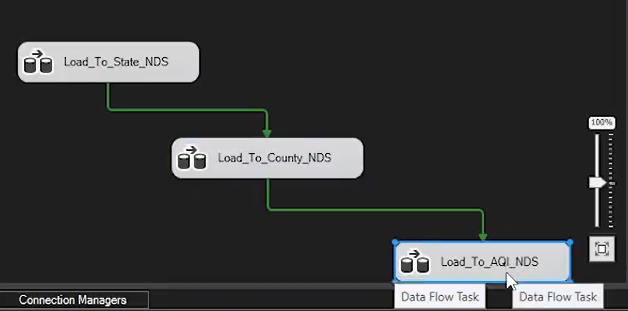 Load_To_State_NDS
100%
Load_To_County_NDS
Load_To_AQI_NDS
Data Flow Task
Data Flow Task
Connection Managers